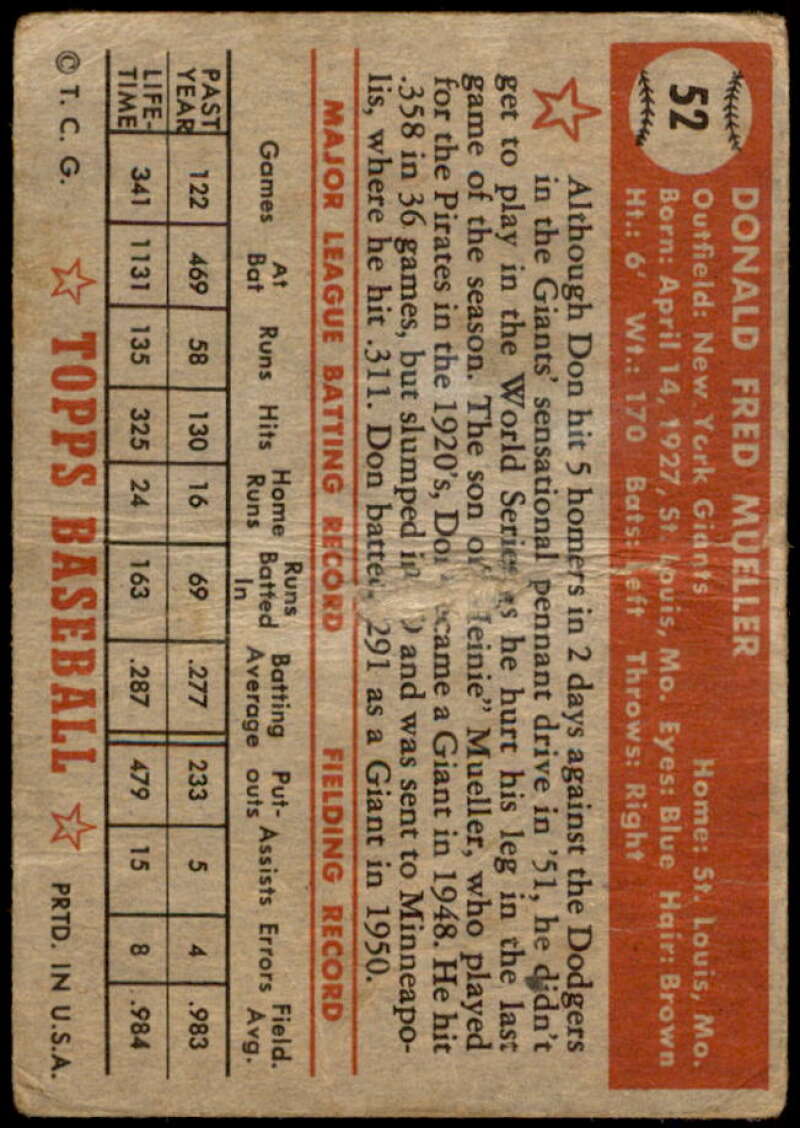 52
DONALD FRED MUELLER
Outfield: New York Giants Home: St. Louis, Mo.
Born: April 14, 1927, St. Louis, Mo. Eyes: Blue Hair: Brown
Ht.: 6' Wt.: 170 Bats: eft Throws: Right
Although Don hit 5 homers in 2 days against the Dodgers
in the Giants' sensational pennant drive in '51, he didn't
get to play in the World Series as he hurt his leg in the last
game of the season. The son of "Heinie" Mueller, who played
for the Pirates in the 1920's, Don became a Giant in 1948. He hit
.358 in 36 games, but slumped in and was sent to Minneapo-
lis, where he hit .311. Don batted .291 as a Giant in 1950.
MAJOR LEAGUE BATTING RECORD FIELDING RECORD
Games At Bat Runs Hits Home Runs Runs Batted In Batting Average Put-outs Assists Errors Field. Avg.
PAST YEAR 122 469 58 130 16 69 .277 233 5 4 .983
LIFE-TIME 341 1131 135 325 24 163 .287 479 15 8 .984
© T. C. G. ☆ TOPPS BASEBALL ☆ PRTD. IN U.S.A.